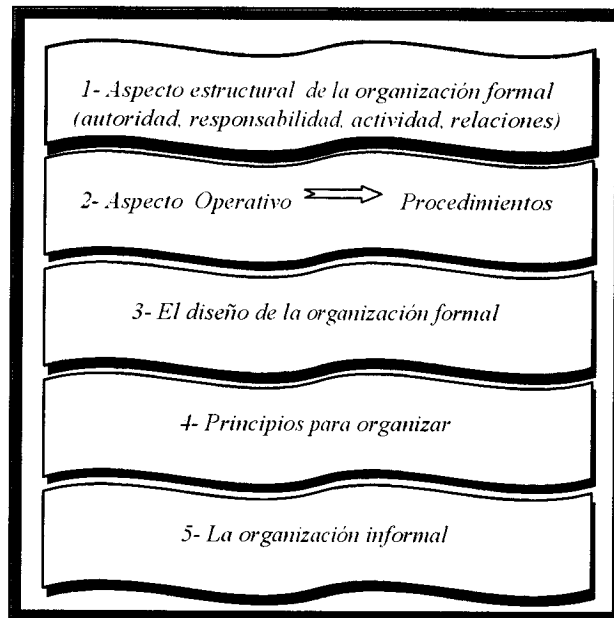 1- Aspecto estructural de la organización formal
(autoridad, responsabilidad, actividad, relaciones)
2- Aspecto Operativo Procedimientos
3- El diseño de la organización formal
4- Principios para organizar
5- La organización informal